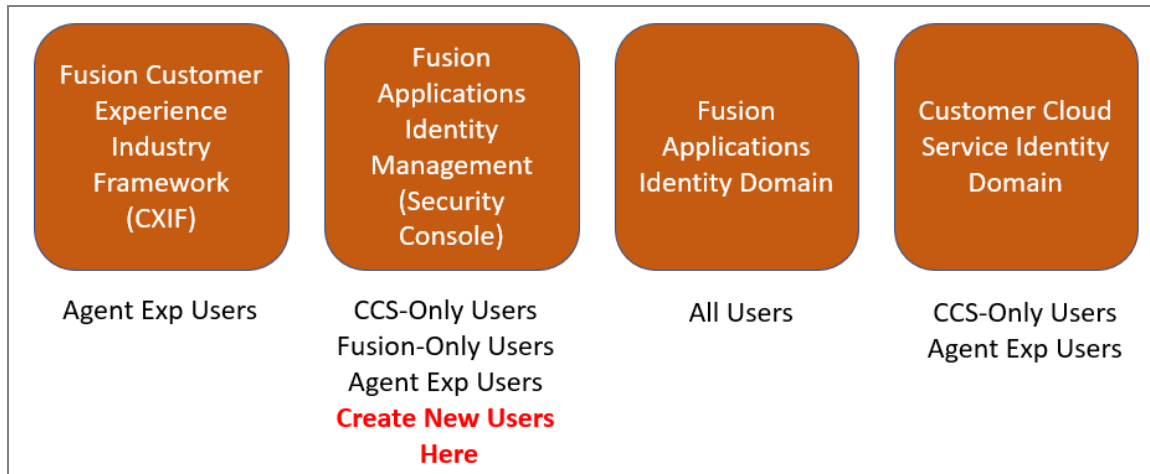 Fusion Customer
Experience
Industry
Framework
(CXIF)
Fusion
Applications
Identity
Management
(Security
Console)
Fusion
Applications
Identity Domain
Customer Cloud
Service Identity
Domain
Agent Exp Users
CCS-Only Users
Fusion-Only Users
Agent Exp Users
Create New Users
Here
All Users
CCS-Only Users
Agent Exp Users